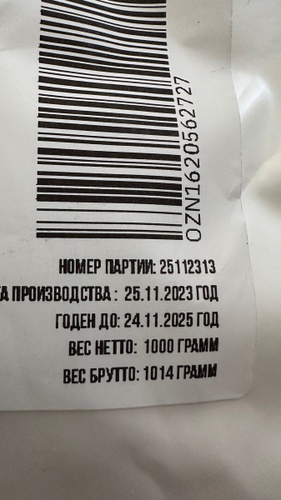 OZN1620562727
НОМЕР ПАРТИИ: 25112313
ПРОИЗВОДСТВА : 25.11.2023 ГОД
ГОДЕН ДО: 24.11.2025 ГОД
ВЕС НЕТТО: 1000 ГРАММ
ВЕС БРУТТО: 1014 ГРАММ